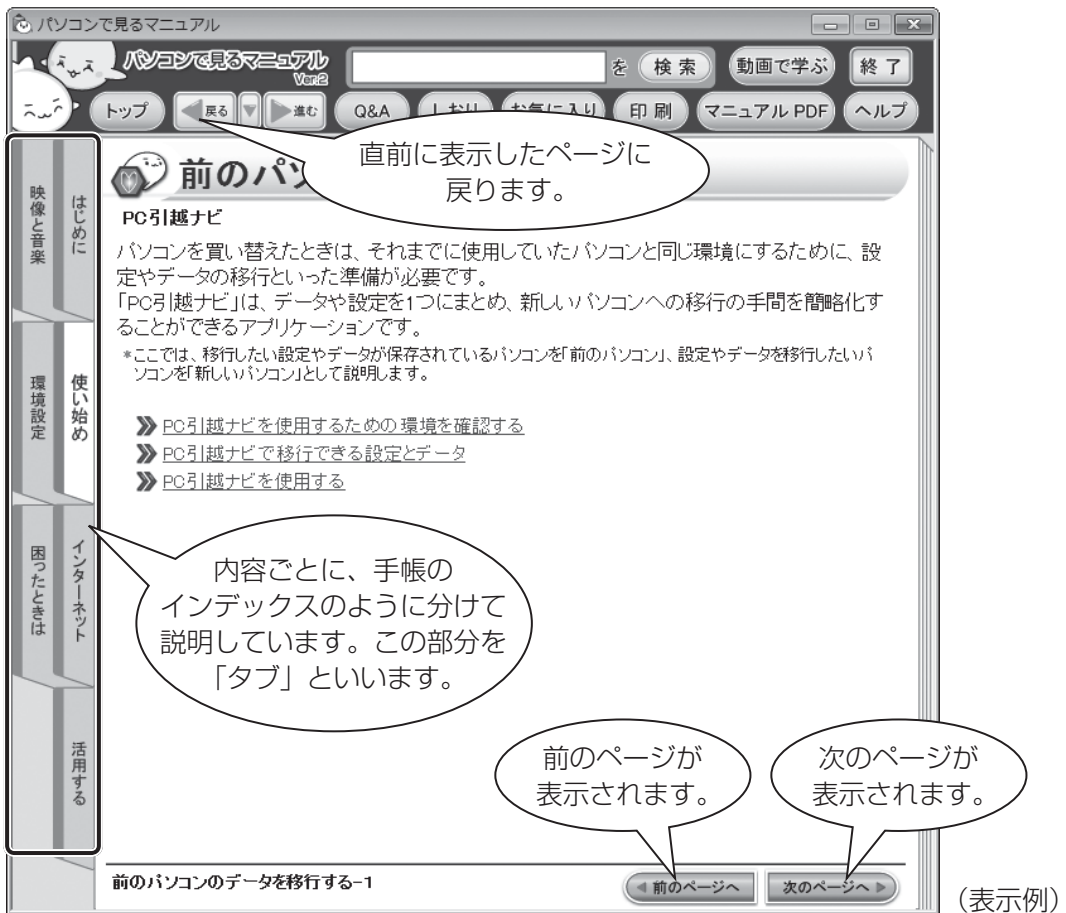 パソコンで見るマニュアル
パソコンで見るマニュアル
Ver.2
を 検 索 動画で学ぶ 終 了
トップ 戻る 進む Q&A しおり お気に入り 印 刷 マニュアル PDF ヘルプ
直前に表示したページに
戻ります。
前のパソ
PC引越ナビ
パソコンを買い替えたときは、それまでに使用していたパソコンと同じ環境にするために、設
定やデータの移行といった準備が必要です。
「PC引越ナビ」は、データや設定を1つにまとめ、新しいパソコンへの移行の手間を簡略化す
ることができるアプリケーションです。
*ここでは、移行したい設定やデータが保存されているパソコンを「前のパソコン」、設定やデータを移行したいパ
ソコンを「新しいパソコン」として説明します。
PC引越ナビを使用するための環境を確認する
PC引越ナビで移行できる設定とデータ
PC引越ナビを使用する
はじめに
映像と音楽
使い始め
環境設定
インターネット
困ったときは
活用する
内容ごとに、手帳の
インデックスのように分けて
説明しています。この部分を
「タブ」といいます。
前のページが
表示されます。
次のページが
表示されます。
前のパソコンのデータを移行する-1
前のページへ 次のページへ
（表示例）